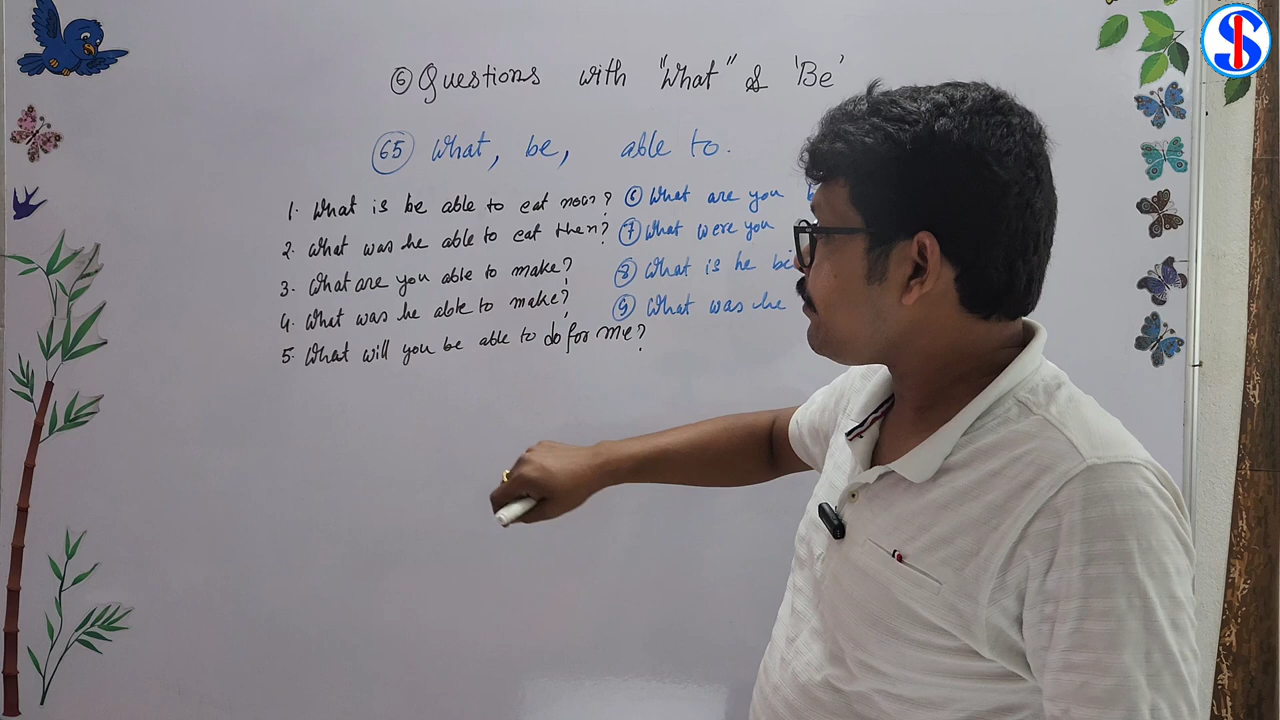 ⑥ Questions with "What" & 'Be'
65 What, be, able to.
1. What is be able to eat now?
2. What was he able to eat then?
3. What are you able to make?
4. What was he able to make?
5. What will you be able to do for me?
⑥ What are you
⑦ What were you
⑧ What is he
⑨ What was he